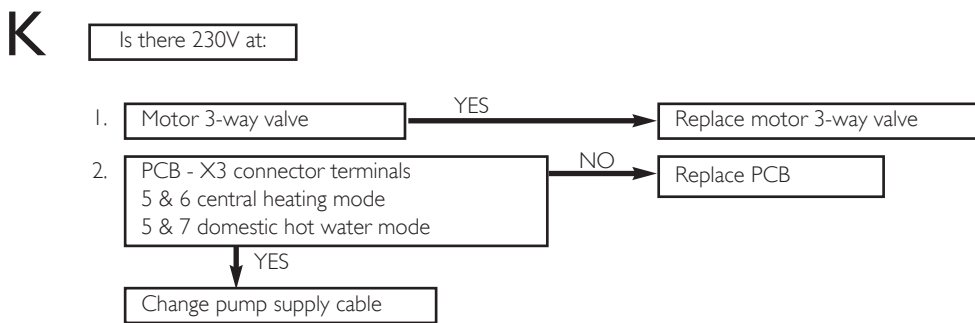 K
Is there 230V at:
1. Motor 3-way valve
YES
Replace motor 3-way valve
2. PCB - X3 connector terminals
5 & 6 central heating mode
5 & 7 domestic hot water mode
NO
Replace PCB
YES
Change pump supply cable